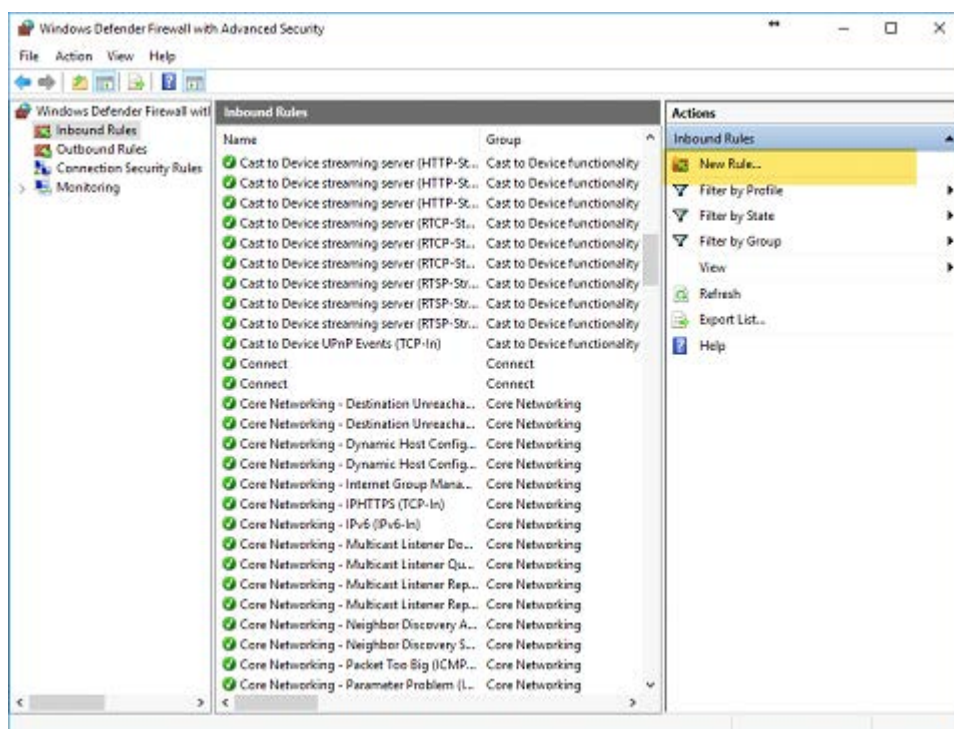 Windows Defender Firewall with Advanced Security
File Action View Help
Windows Defender Firewall witl
Inbound Rules
Outbound Rules
Connection Security Rules
Monitoring
Inbound Rules
Name Group
Cast to Device streaming server (HTTP-St... Cast to Device functionality
Cast to Device streaming server (HTTP-St... Cast to Device functionality
Cast to Device streaming server (HTTP-St... Cast to Device functionality
Cast to Device streaming server (RTCP-St... Cast to Device functionality
Cast to Device streaming server (RTCP-St... Cast to Device functionality
Cast to Device streaming server (RTCP-St... Cast to Device functionality
Cast to Device streaming server (RTSP-Str... Cast to Device functionality
Cast to Device streaming server (RTSP-Str... Cast to Device functionality
Cast to Device streaming server (RTSP-Str... Cast to Device functionality
Cast to Device UPnP Events (TCP-In) Cast to Device functionality
Connect Connect
Connect Connect
Core Networking - Destination Unreacha... Core Networking
Core Networking - Destination Unreacha... Core Networking
Core Networking - Dynamic Host Config... Core Networking
Core Networking - Dynamic Host Config... Core Networking
Core Networking - Internet Group Mana... Core Networking
Core Networking - IPHTTPS (TCP-In) Core Networking
Core Networking - IPv6 (IPv6-In) Core Networking
Core Networking - Multicast Listener Do... Core Networking
Core Networking - Multicast Listener Qu... Core Networking
Core Networking - Multicast Listener Rep... Core Networking
Core Networking - Multicast Listener Rep... Core Networking
Core Networking - Neighbor Discovery A... Core Networking
Core Networking - Neighbor Discovery S... Core Networking
Core Networking - Packet Too Big (ICMP... Core Networking
Core Networking - Parameter Problem (I... Core Networking
Actions
Inbound Rules
New Rule...
Filter by Profile
Filter by State
Filter by Group
View
Refresh
Export List...
Help